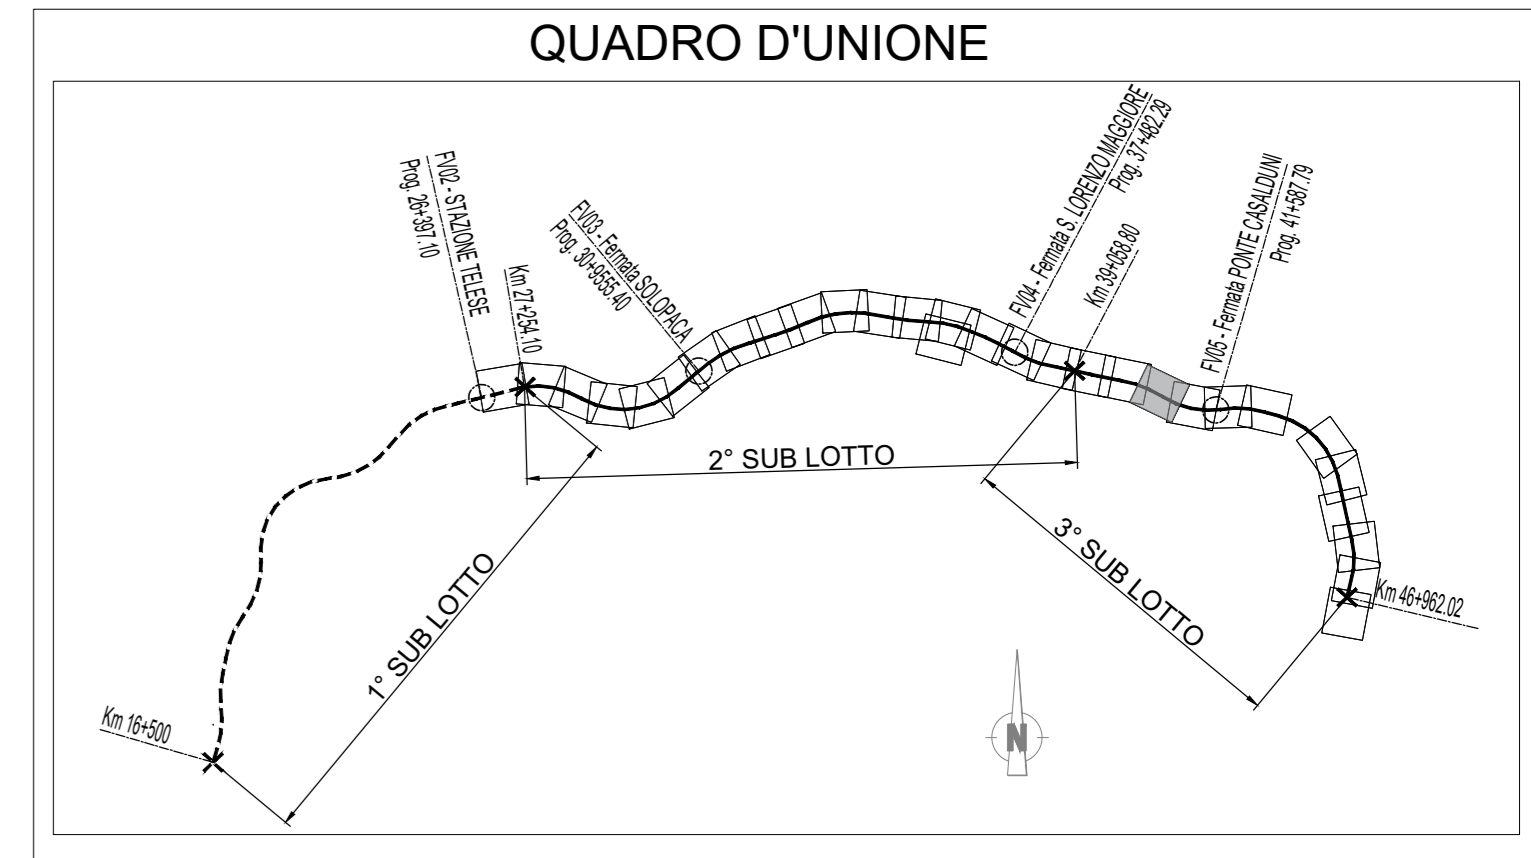 QUADRO D'UNIONE
FV02 - STAZIONE TELESE
Prog. 26+397.10
Km 27+254.10
FV03 - Fermata SOLOPACA
Prog. 30+9555.40
FV04 - Fermata S. LORENZO MAGGIORE
Prog. 37+482.29
Km 39+058.80
FV05 - Fermata PONTE CASALDUNI
Prog. 41+587.79
2° SUB LOTTO
1° SUB LOTTO
3° SUB LOTTO
Km 46+962.02
Km 16+500
N